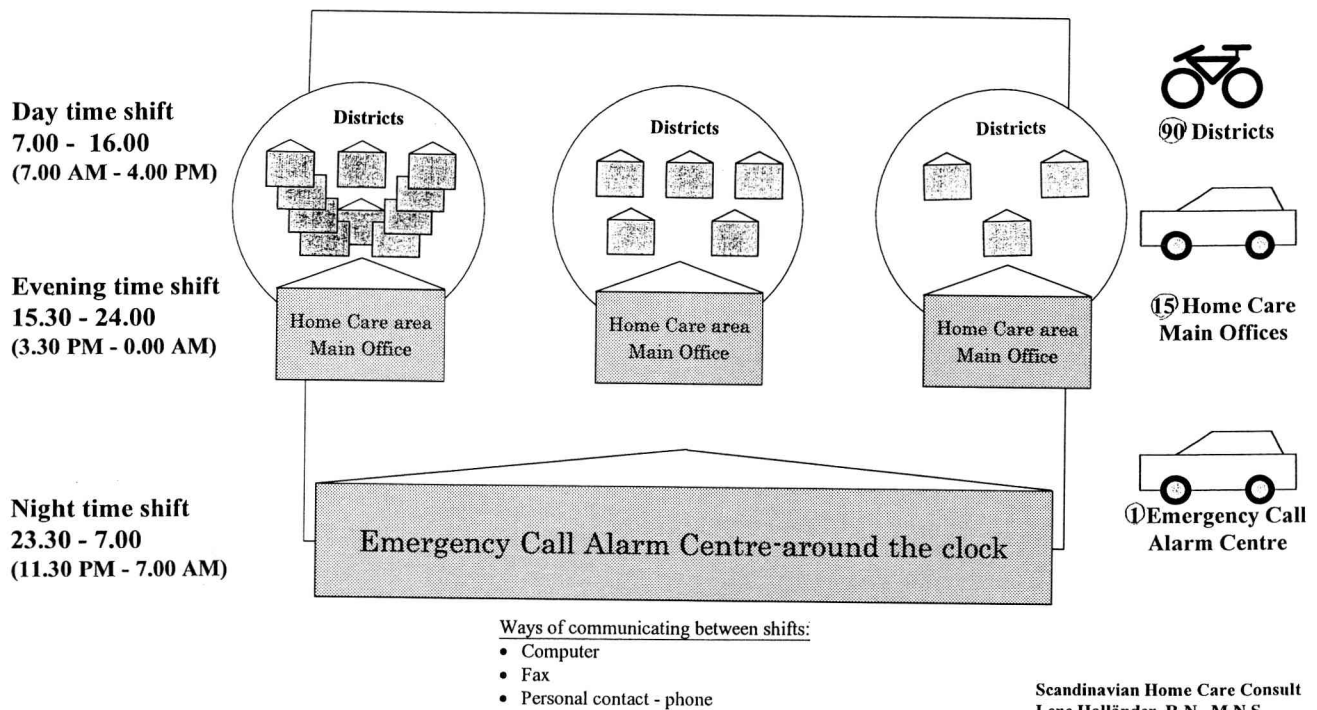 Day time shift
7.00 - 16.00
(7.00 AM - 4.00 PM)
Evening time shift
15.30 - 24.00
(3.30 PM - 0.00 AM)
Night time shift
23.30 - 7.00
(11.30 PM - 7.00 AM)
Districts
Districts
Districts
Home Care area
Main Office
Home Care area
Main Office
Home Care area
Main Office
Emergency Call Alarm Centre-around the clock
90 Districts
15 Home Care
Main Offices
1 Emergency Call
Alarm Centre
Ways of communicating between shifts:
• Computer
• Fax
• Personal contact - phone
Scandinavian Home Care Consult